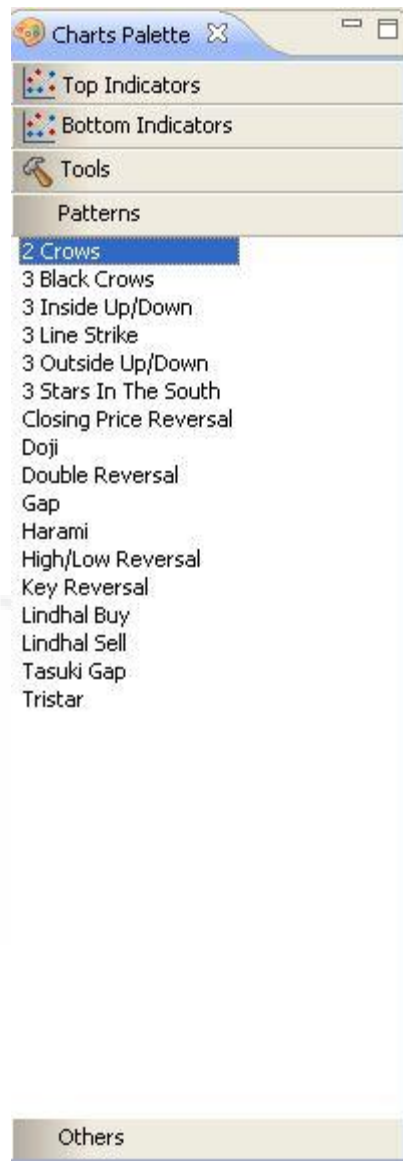 Charts Palette
Top Indicators
Bottom Indicators
Tools
Patterns
2 Crows
3 Black Crows
3 Inside Up/Down
3 Line Strike
3 Outside Up/Down
3 Stars In The South
Closing Price Reversal
Doji
Double Reversal
Gap
Harami
High/Low Reversal
Key Reversal
Lindhal Buy
Lindhal Sell
Tasuki Gap
Tristar
Others